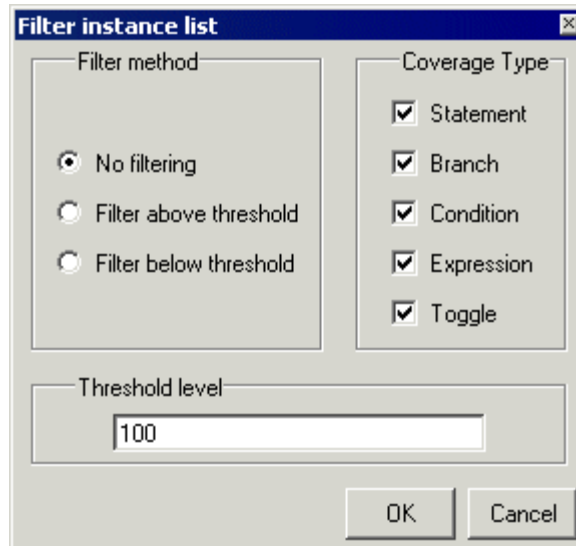 Filter instance list
Filter method
No filtering
Filter above threshold
Filter below threshold
Coverage Type
Statement
Branch
Condition
Expression
Toggle
Threshold level
100
OK
Cancel